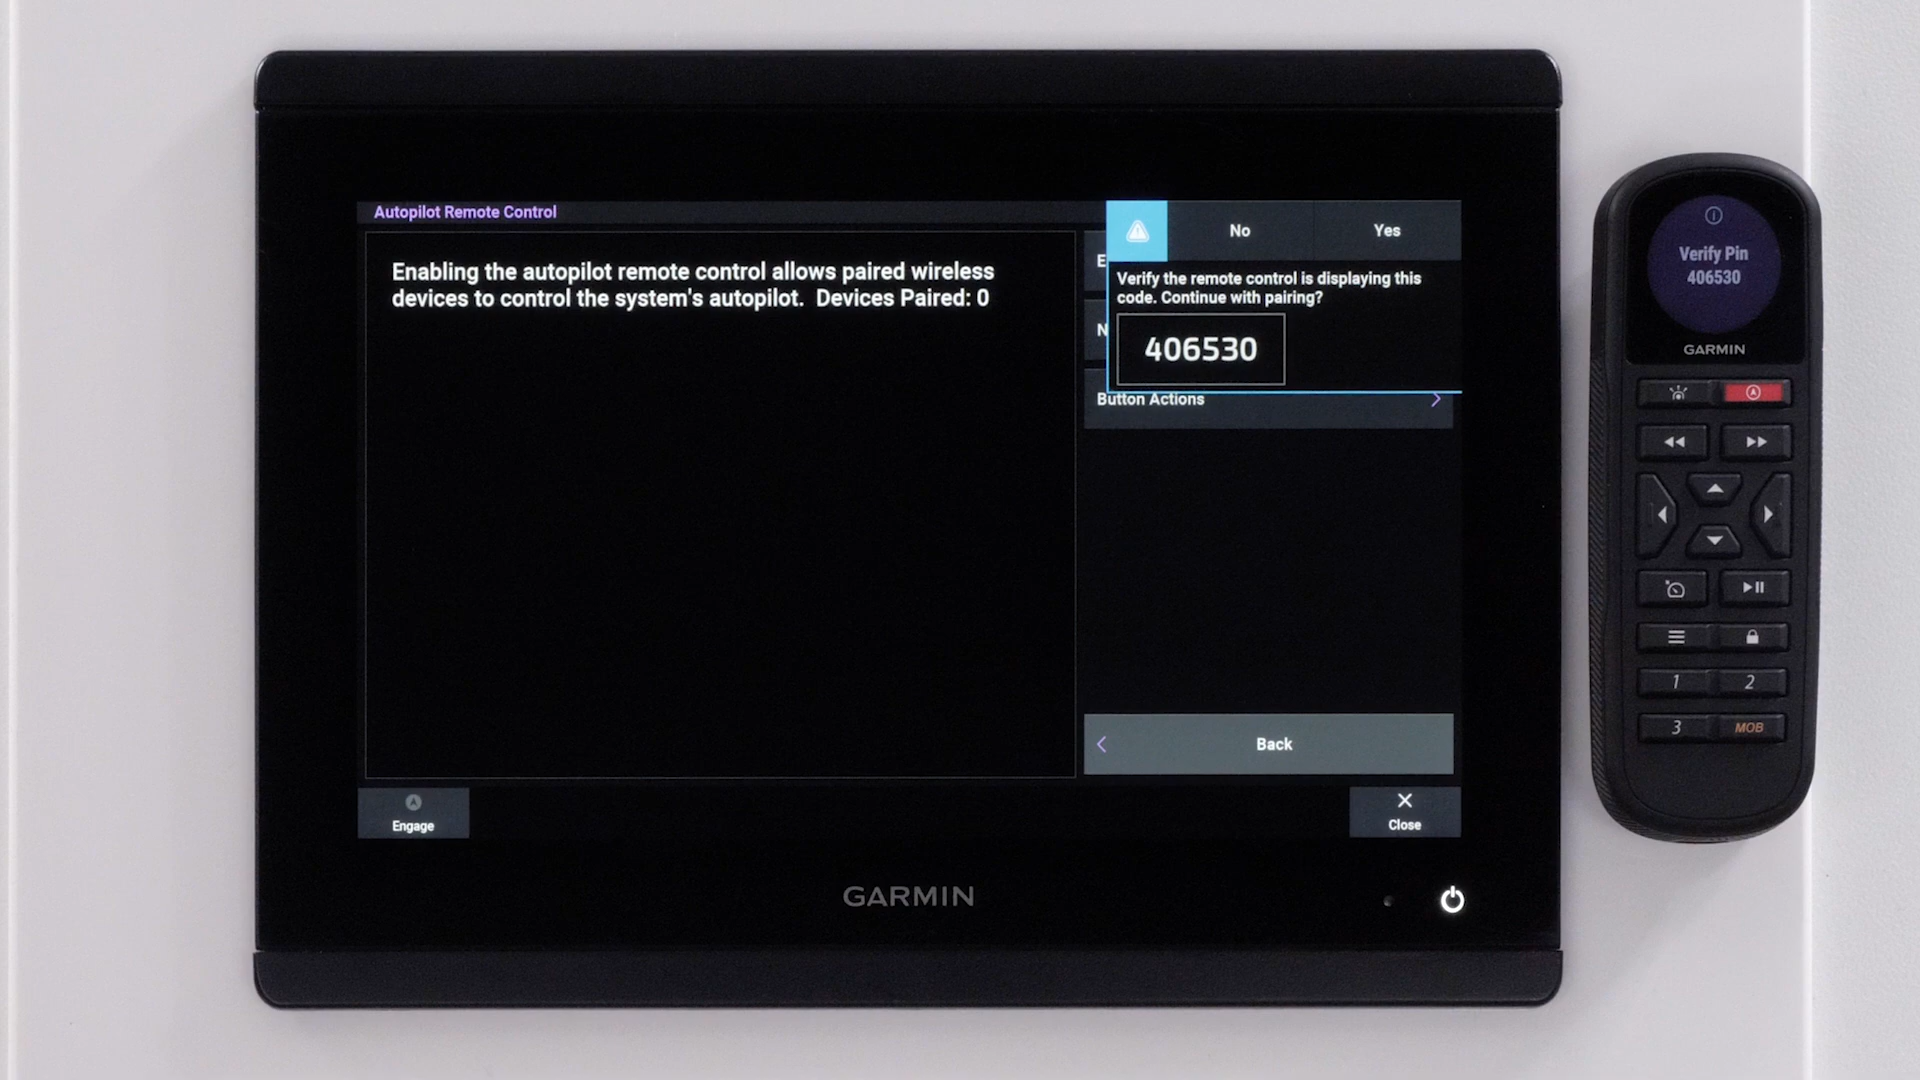 Autopilot Remote Control
Enabling the autopilot remote control allows paired wireless
devices to control the system's autopilot.  Devices Paired: 0
No
Yes
E
Verify the remote control is displaying this
code. Continue with pairing?
N
406530
Button Actions
Back
Engage
Close
GARMIN
Verify Pin
406530
GARMIN
1
2
3
MOB